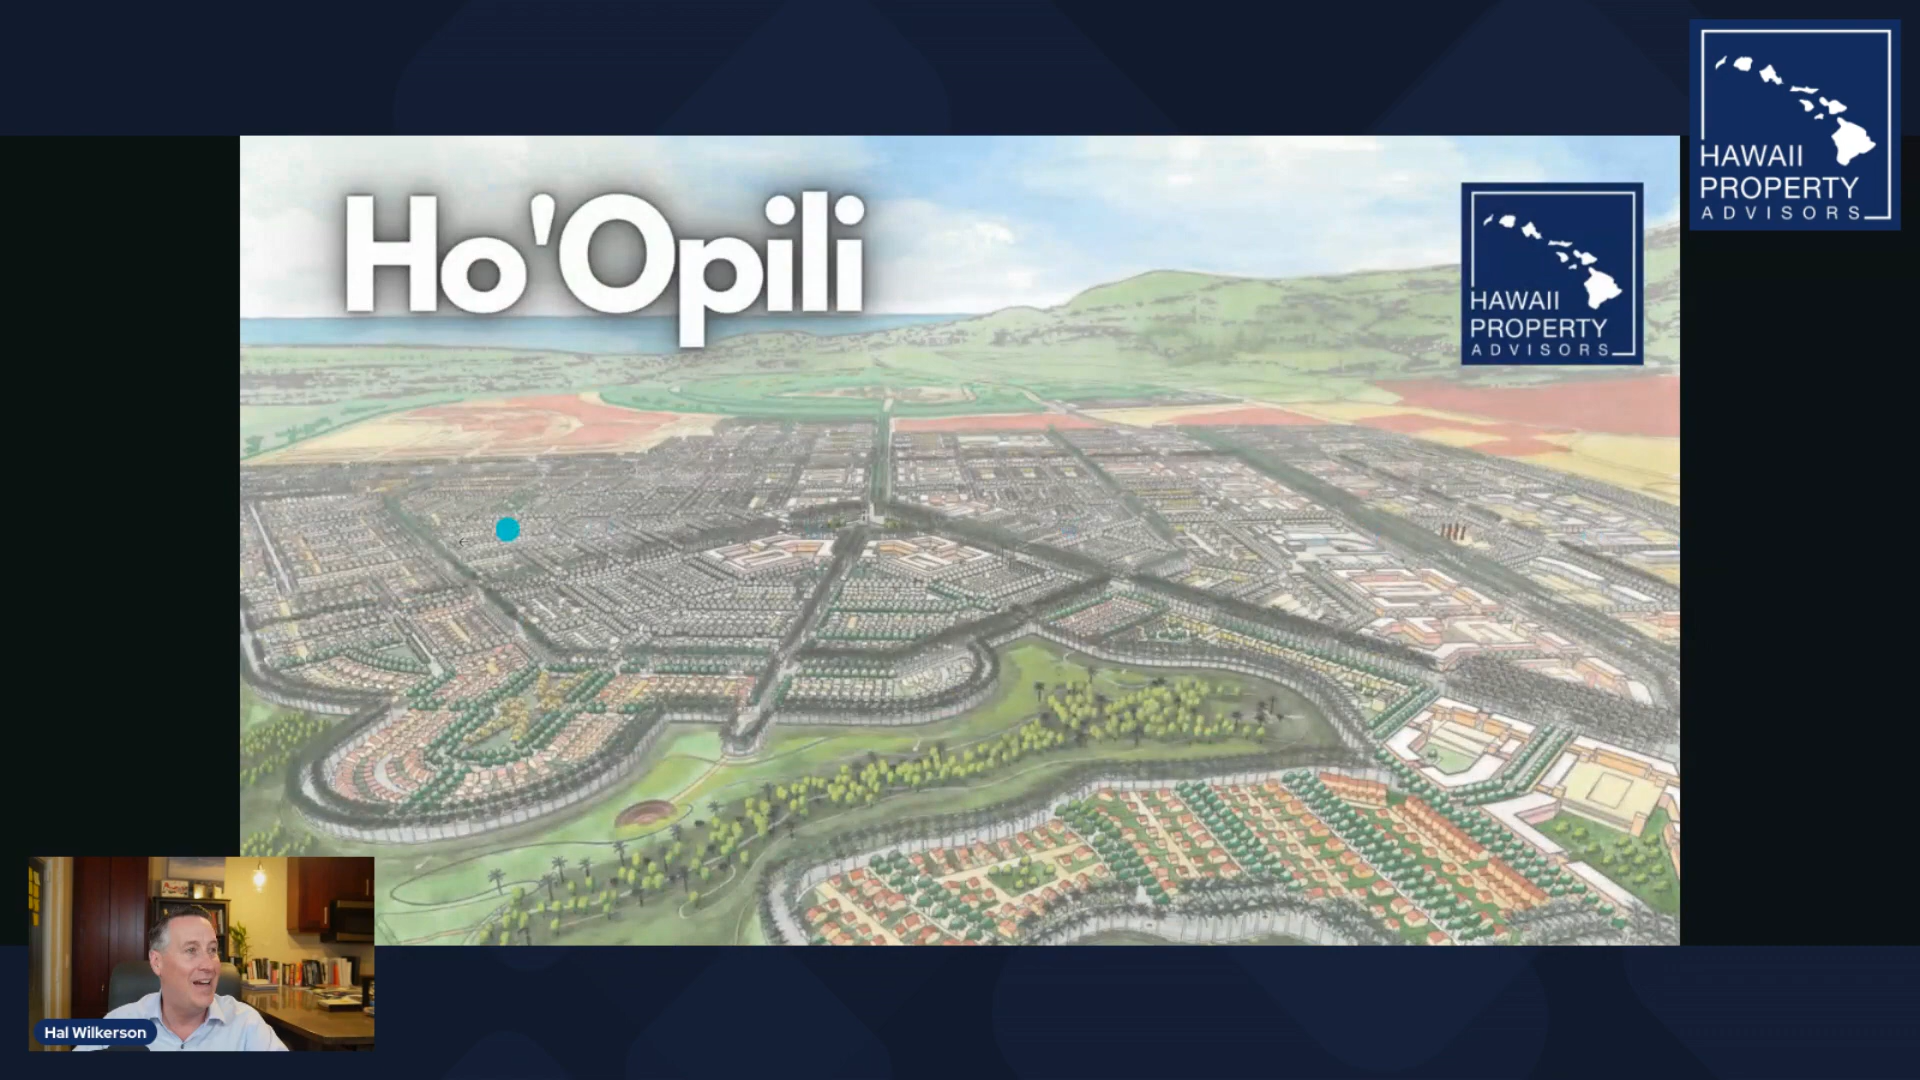 Ho'Opili
HAWAII
PROPERTY
ADVISORS
HAWAII
PROPERTY
ADVISORS
Hal Wilkerson